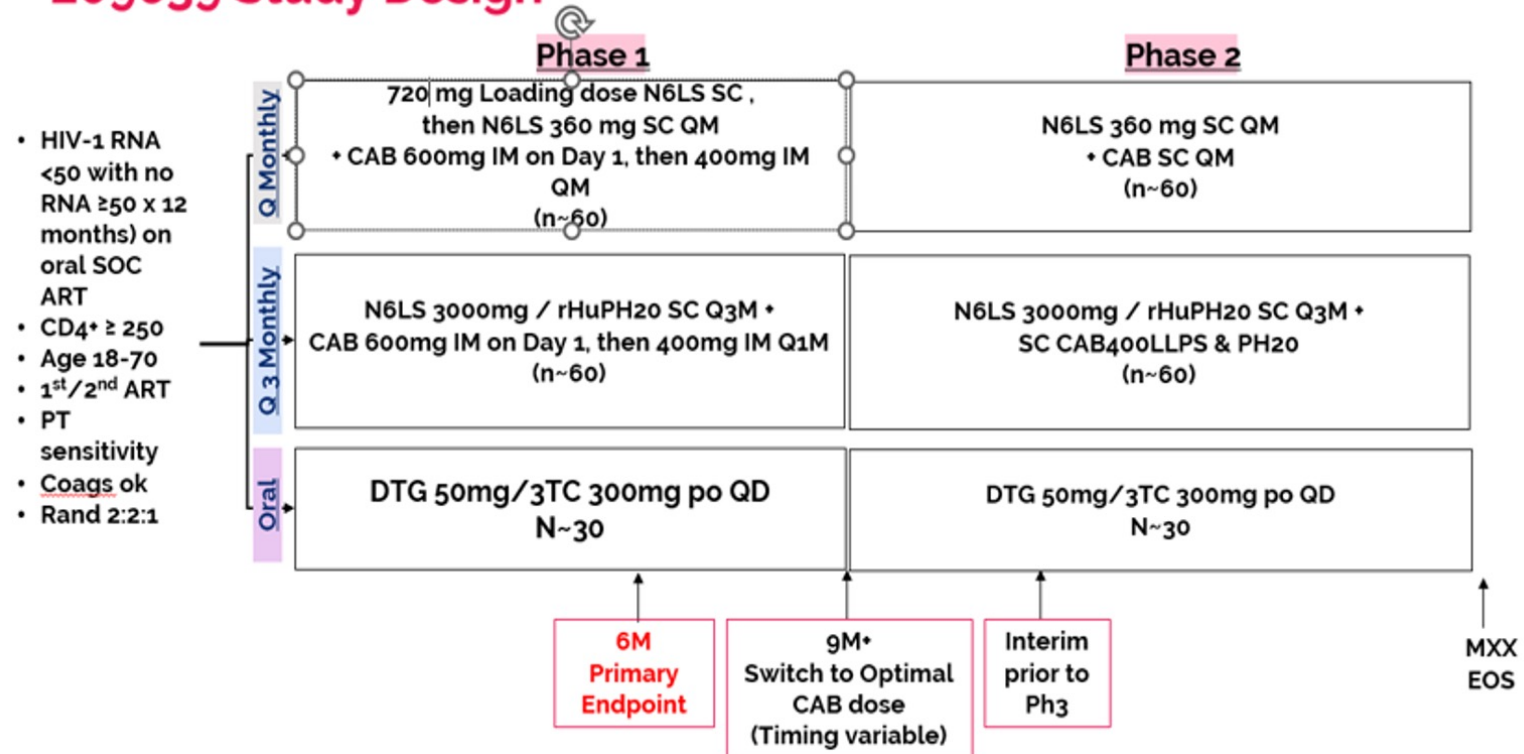 Study Design
Phase 1
Phase 2
HIV-1 RNA
<50 with no
RNA ≥50 x 12
months) on
oral SOC
ART
CD4+ ≥ 250
Age 18-70
1st/2nd ART
PT
sensitivity
Coags ok
Rand 2:2:1
Q Monthly
720 mg Loading dose N6LS SC ,
then N6LS 360 mg SC QM
+ CAB 600mg IM on Day 1, then 400mg IM
QM
(n~60)
N6LS 360 mg SC QM
+ CAB SC QM
(n~60)
Q 3 Monthly
N6LS 3000mg / rHuPH20 SC Q3M +
CAB 600mg IM on Day 1, then 400mg IM Q1M
(n~60)
N6LS 3000mg / rHuPH20 SC Q3M +
SC CAB400LLPS & PH20
(n~60)
Oral
DTG 50mg/3TC 300mg po QD
N~30
DTG 50mg/3TC 300mg po QD
N~30
6M
Primary
Endpoint
9M+
Switch to Optimal
CAB dose
(Timing variable)
Interim
prior to
Ph3
MXX
EOS